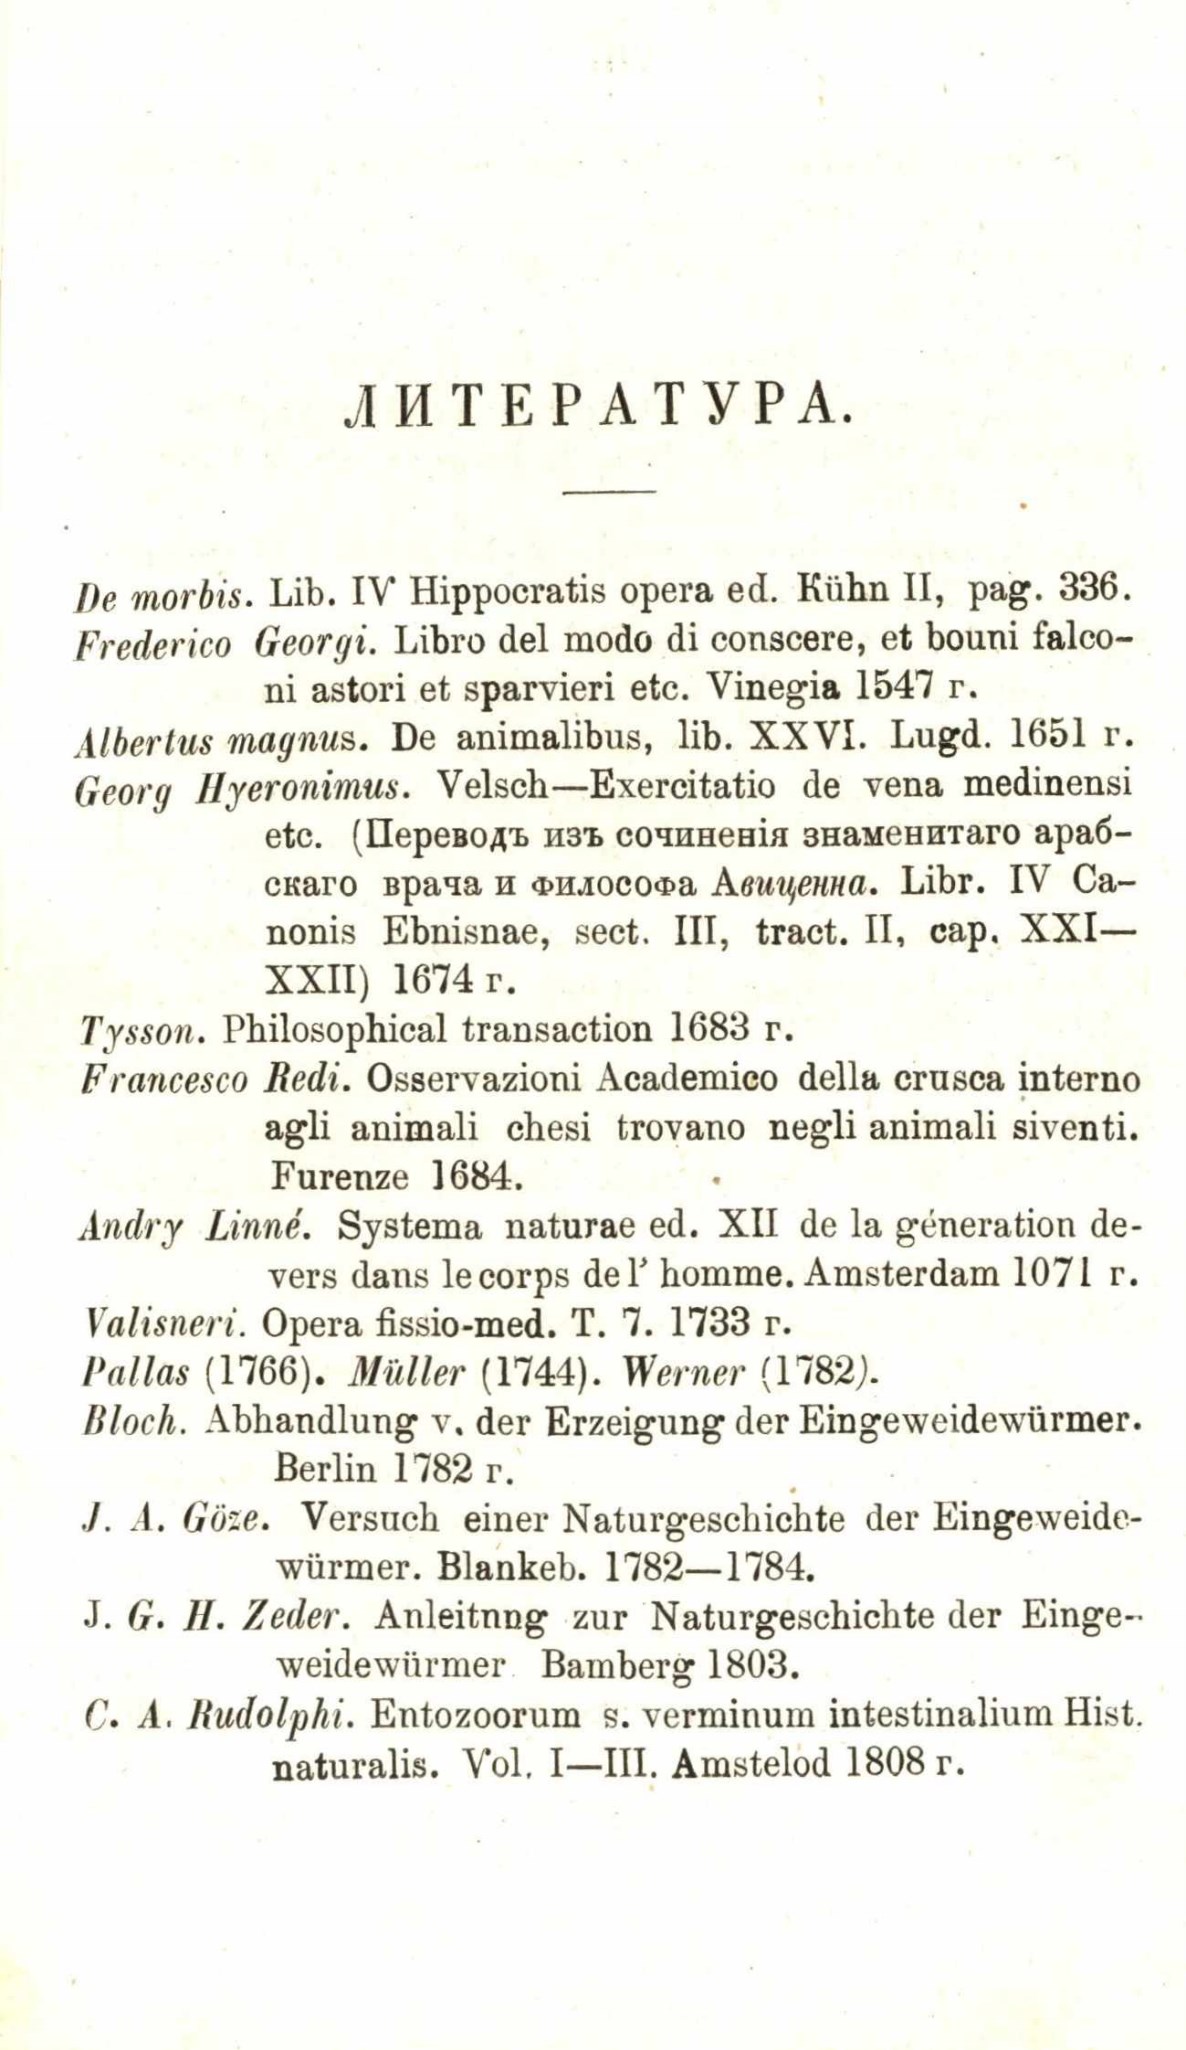 ЛИТЕРАТУРА.
De morbis. Lib. IV Hippocratis opera ed. Kühn II, pag. 336.
Frederico Georgi. Libro del modo di conscere, et bouni falco-
ni astori et sparvieri etc. Vinegia 1547 г.
Albertus magnus. De animalibus, lib. XXVI. Lugd. 1651 г.
Georg Hyeronimus. Velsch—Exercitatio de vena medinensi
etc. (Переводъ изъ сочиненія знаменитаго араб-
скаго врача и философа Авиценна. Libr. IV Ca-
nonis Ebnisnae, sect. III, tract. II, cap. XXI—
XXII) 1674 г.
Tysson. Philosophical transaction 1683 г.
Francesco Redi. Osservazioni Academico della crusca interno
agli animali chesi trovano negli animali siventi.
Furenze 1684.
Andry Linné. Systema naturae ed. XII de la géneration de-
vers dans le corps de l’ homme. Amsterdam 1071 г.
Valisneri. Opera fissio-med. T. 7. 1733 г.
Pallas (1766). Müller (1744). Werner (1782).
Bloch. Abhandlung v. der Erzeigung der Eingeweidewürmer.
Berlin 1782 г.
J. A. Göze. Versuch einer Naturgeschichte der Eingeweide-
würmer. Blankeb. 1782—1784.
J. G. H. Zeder. Anleitnng zur Naturgeschichte der Einge-
weidewürmer Bamberg 1803.
C. A. Rudolphi. Entozoorum s. verminum intestinalium Hist.
naturalis. Vol. I—III. Amstelod 1808 г.